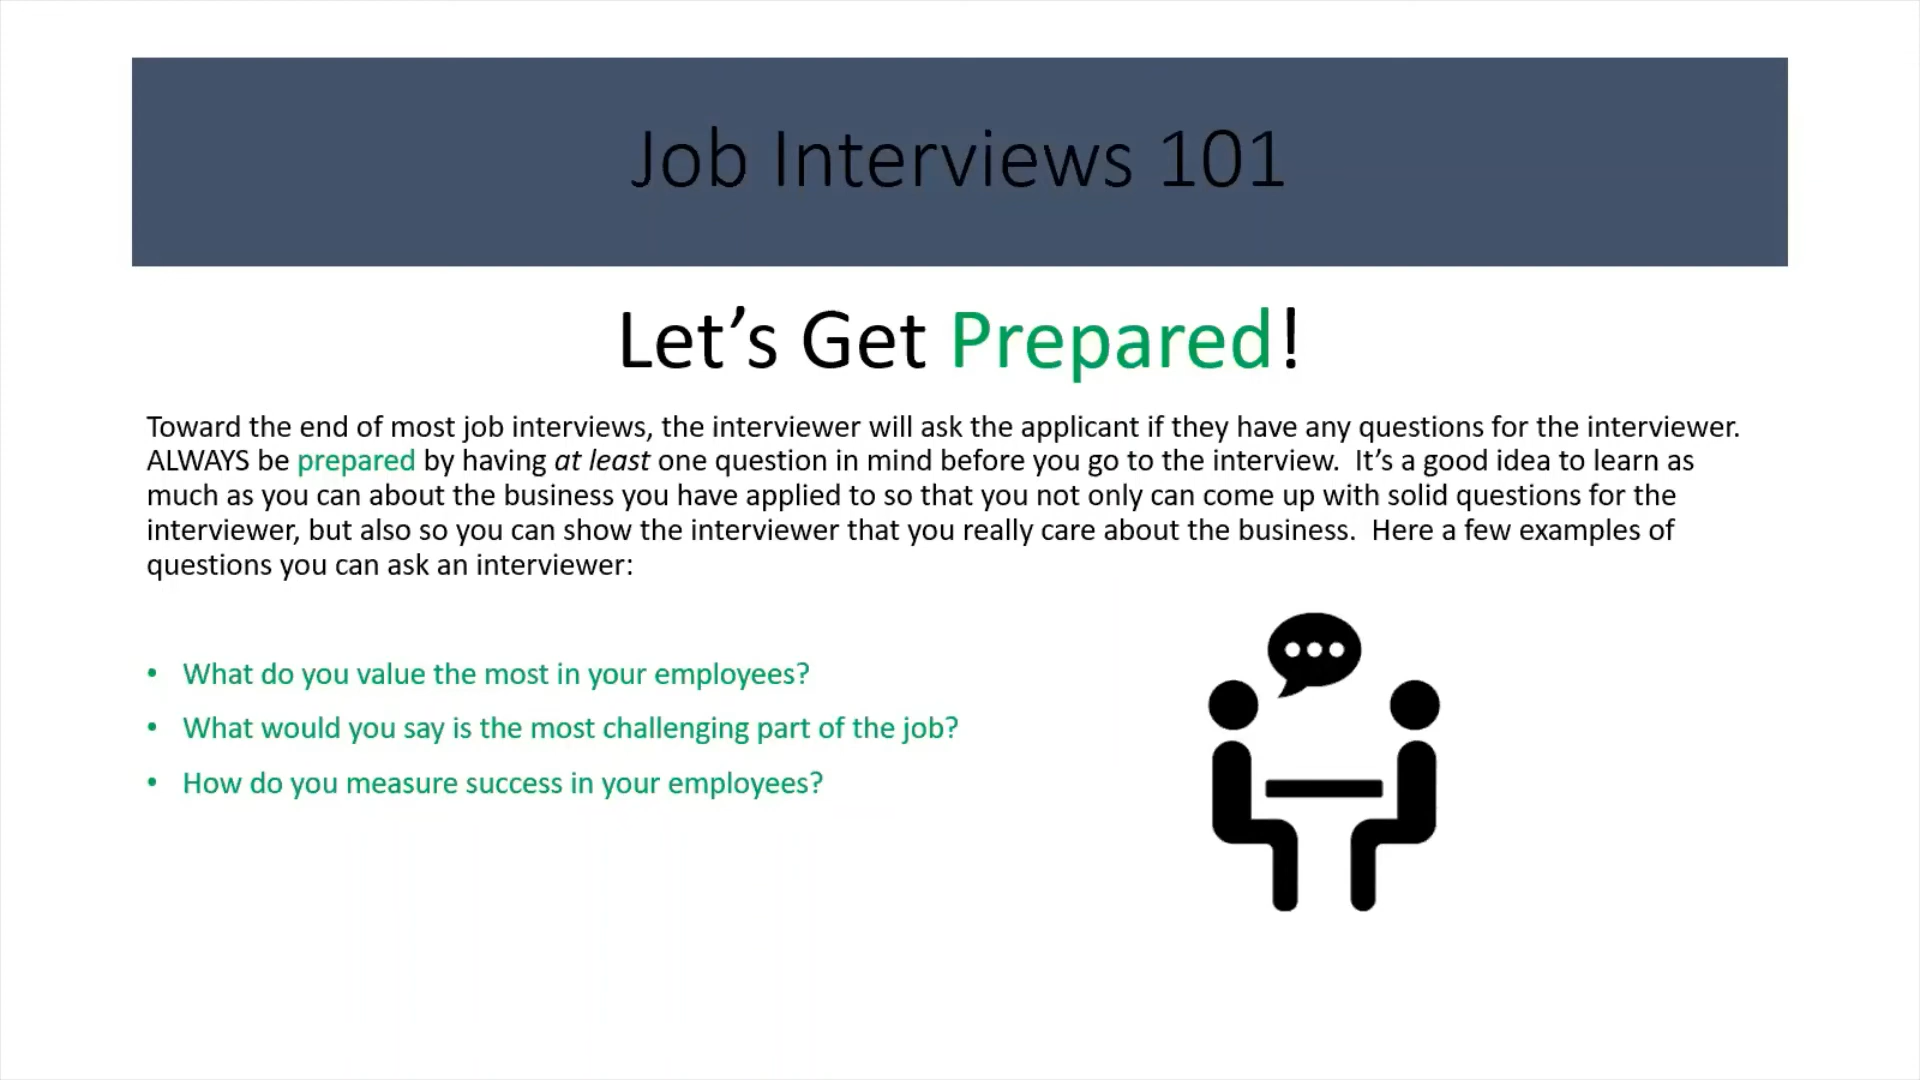 Job Interviews 101
Let’s Get Prepared!
Toward the end of most job interviews, the interviewer will ask the applicant if they have any questions for the interviewer.
ALWAYS be prepared by having at least one question in mind before you go to the interview.  It’s a good idea to learn as
much as you can about the business you have applied to so that you not only can come up with solid questions for the
interviewer, but also so you can show the interviewer that you really care about the business.  Here a few examples of
questions you can ask an interviewer:
• What do you value the most in your employees?
• What would you say is the most challenging part of the job?
• How do you measure success in your employees?